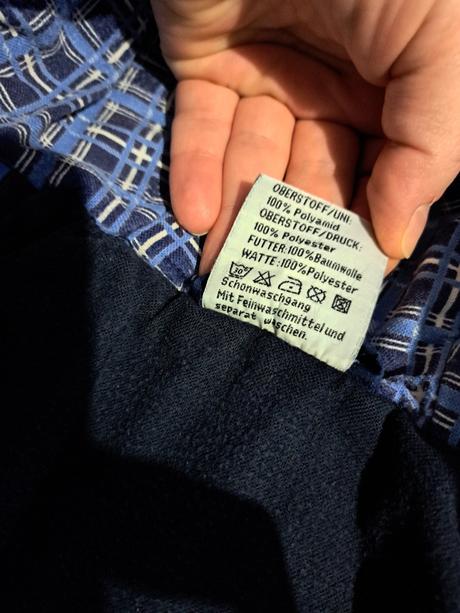 OBERSTOFF/UNI:
100% Polyamid
OBERSTOFF/DRUCK:
100% Polyester
FUTTER:100%Baumwolle
WATTE:100%Polyester
30
Schonwaschgang
Mit Feinwaschmittel und
separat waschen.